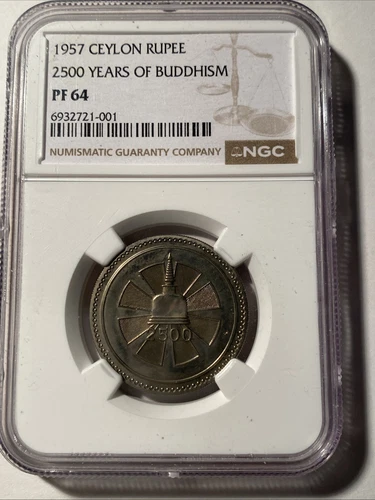 1957 CEYLON RUPEE
2500 YEARS OF BUDDHISM
PF 64
6932721-001
NUMISMATIC GUARANTY COMPANY NGC
2500